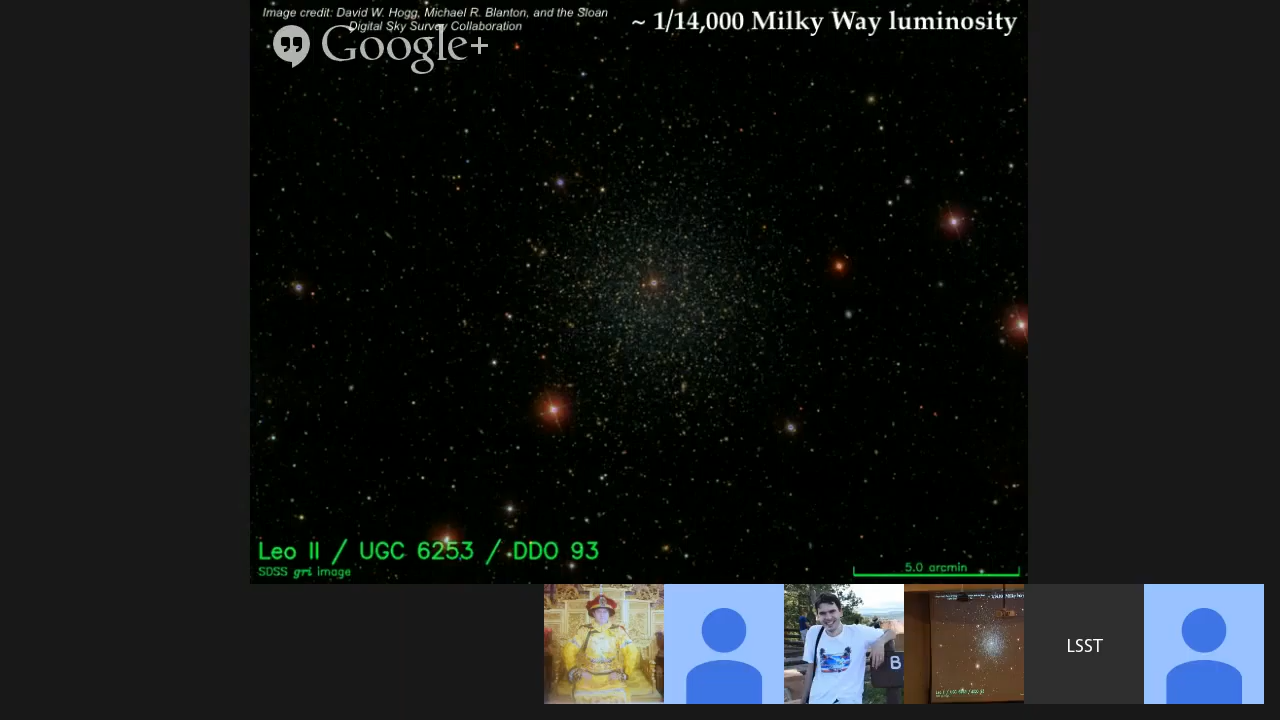 Image credit: David W. Hogg, Michael R. Blanton, and the Sloan
Digital Sky Survey Collaboration
~ 1/14,000 Milky Way luminosity
Google+
Leo II / UGC 6253 / DDO 93
SDSS gri image
5.0 arcmin
B
LSST